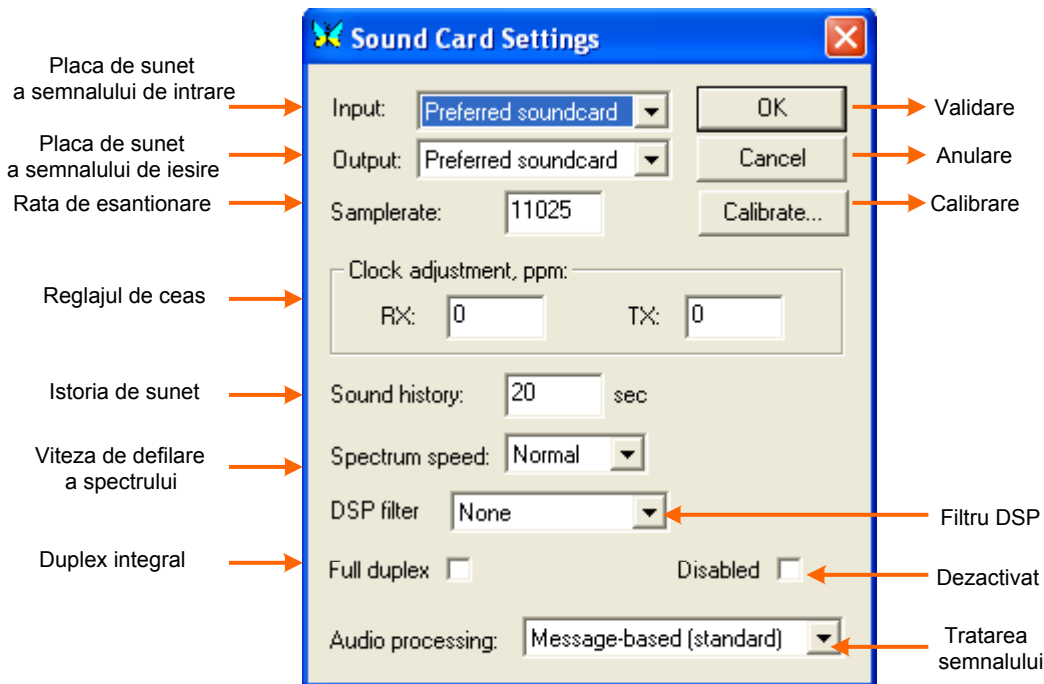 Sound Card Settings
Placa de sunet
a semnalului de intrare
Input: Preferred soundcard OK
Validare
Placa de sunet
a semnalului de iesire
Output: Preferred soundcard Cancel
Anulare
Rata de esantionare
Samplerate: 11025 Calibrate...
Calibrare
Clock adjustment, ppm:
Reglajul de ceas
RX: 0 TX: 0
Istoria de sunet
Sound history: 20 sec
Viteza de defilare
a spectrului
Spectrum speed: Normal
DSP filter None
Filtru DSP
Duplex integral
Full duplex Disabled
Dezactivat
Audio processing: Message-based (standard)
Tratarea
semnalului